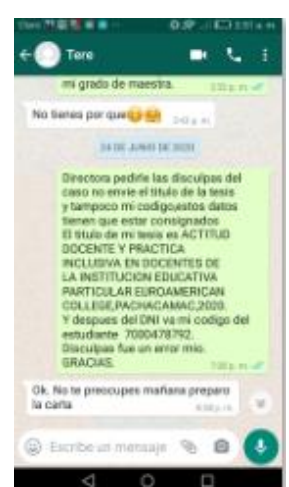 Tere
mi grado de maestra.
No tienes por que
24 DE JUNIO DE 2020
Directora pedirle las disculpas del
caso no envie el titulo de la tesis
y tampoco mi codigo,estos datos
tienen que estar consignados
El titulo de mi tesis es ACTITUD
DOCENTE Y PRACTICA
INCLUSIVA EN DOCENTES DE
LA INSTITUCION EDUCATIVA
PARTICULAR EUROAMERICAN
COLLEGE,PACHACAMAC,2020.
Y despues del DNI va mi codigo del
estudiante 7000478792.
Disculpas fue un error mio.
GRACIAS.
Ok. No te preocupes mañana preparo
la carta
Escribe un mensaje